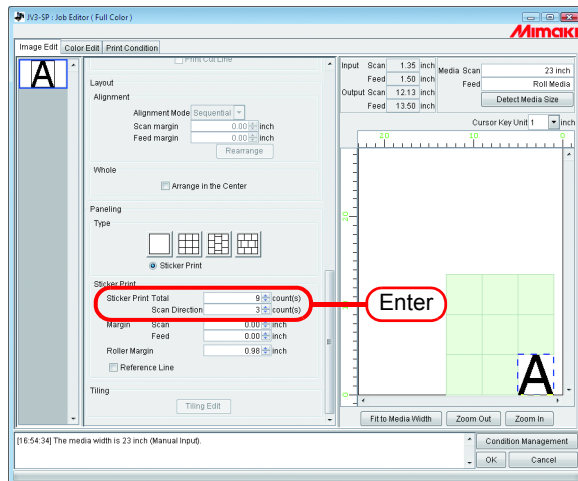 JV3-SP : Job Editor ( Full Color )
Mimaki
Image Edit Color Edit Print Condition
A
Print Cut Line
Layout
Alignment
Alignment Mode Sequential
Scan margin 0.00 inch
Feed margin 0.00 inch
Rearrange
Whole
Arrange in the Center
Paneling
Type
Sticker Print
Sticker Print
Sticker Print Total 9 count(s)
Scan Direction 3 count(s)
Margin Scan 0.00 inch
Feed 0.00 inch
Roller Margin 0.98 inch
Reference Line
Tiling
Tiling Edit
Enter
Input Scan 1.35 inch
Feed 1.50 inch
Output Scan 12.13 inch
Feed 13.50 inch
Media Scan 23 inch
Feed Roll Media
Detect Media Size
Cursor Key Unit 1 inch
20 10 0
20
0
A
Fit to Media Width Zoom Out Zoom In
[16:54:34] The media width is 23 inch (Manual Input).
Condition Management
OK Cancel